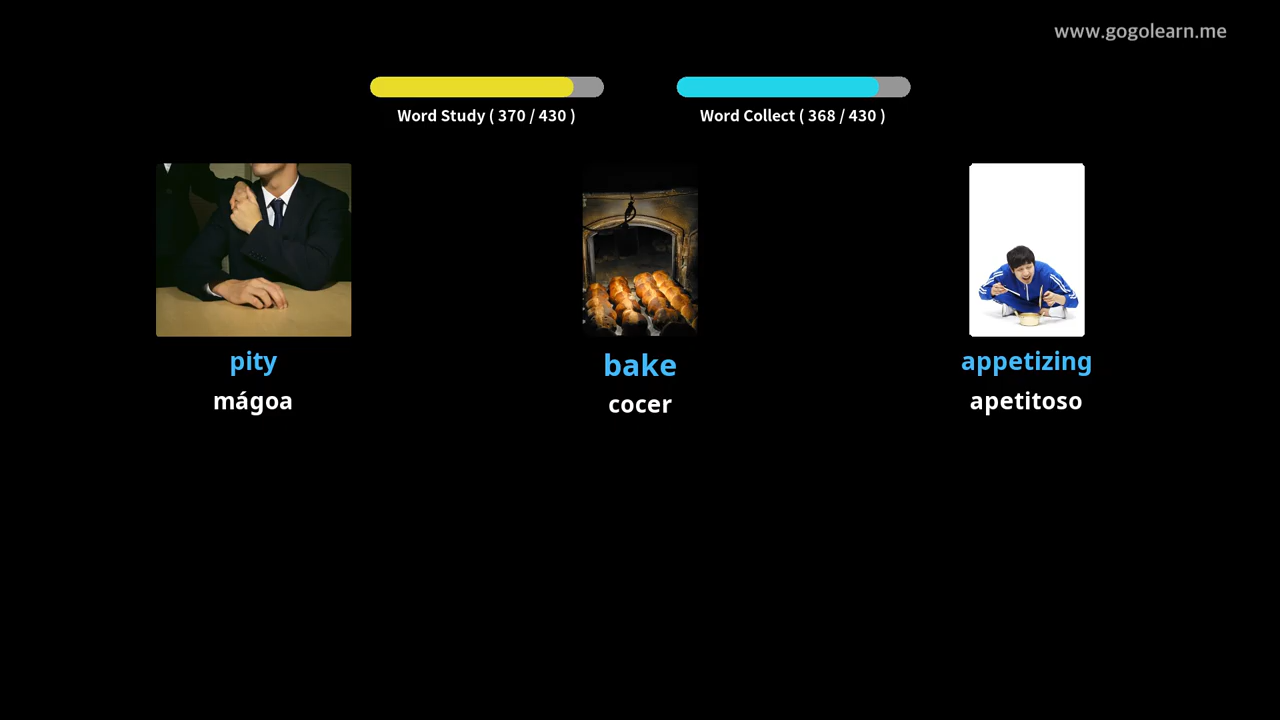 www.gogolearn.me
Word Study ( 370 / 430 )
Word Collect ( 368 / 430 )
pity
mágoa
bake
cocer
appetizing
apetitoso